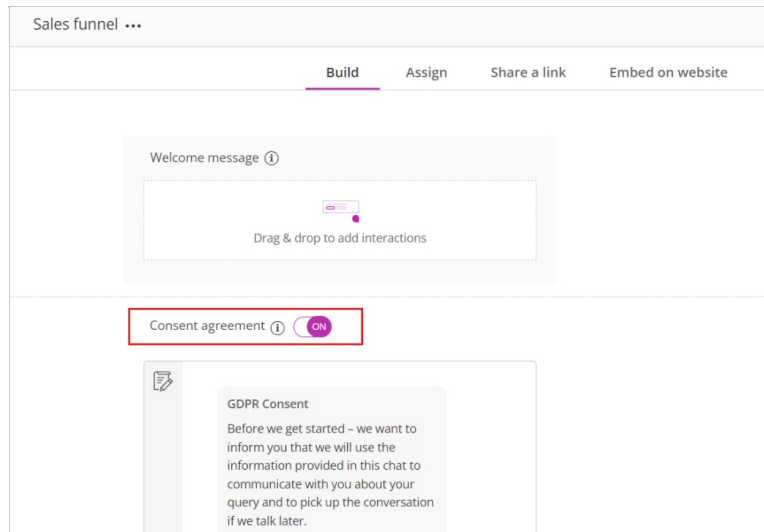 Sales funnel •••
Build Assign Share a link Embed on website
Welcome message
Drag & drop to add interactions
Consent agreement ON
GDPR Consent
Before we get started – we want to
inform you that we will use the
information provided in this chat to
communicate with you about your
query and to pick up the conversation
if we talk later.